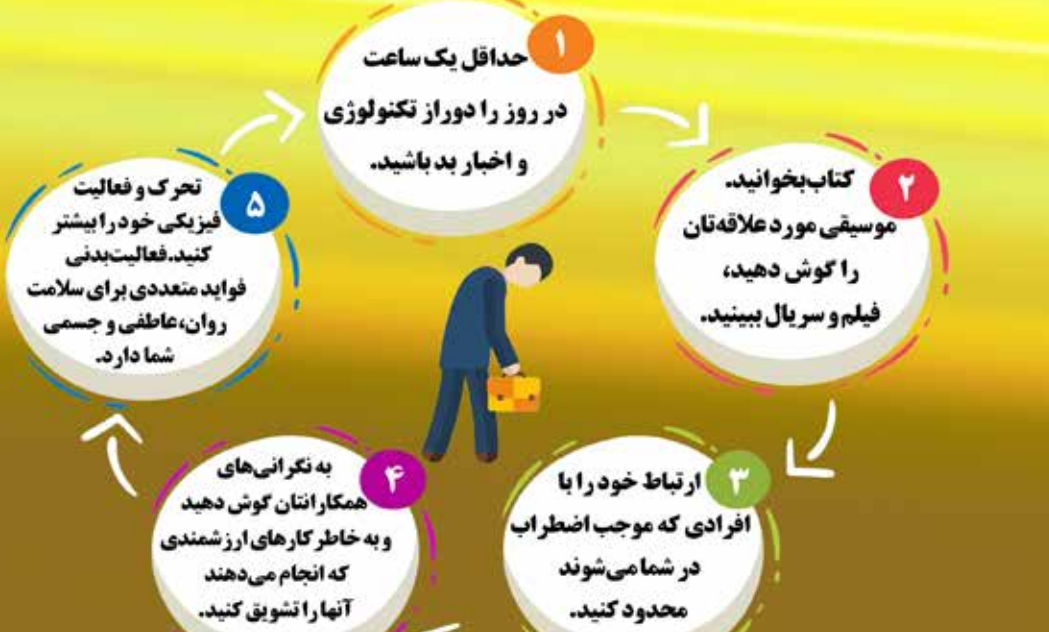 ۱
حداقل یک ساعت
در روز را دور از تکنولوژی
و اخبار بد باشید.
۲
کتاب بخوانید.
موسیقی مورد علاقه‌تان
را گوش دهید،
فیلم و سریال ببینید.
۳
ارتباط خود را با
افرادی که موجب اضطراب
در شما می‌شوند
محدود کنید.
۴
به نگرانی‌های
همکارانتان گوش دهید
و به خاطر کارهای ارزشمندی
که انجام می‌دهند
آنها را تشویق کنید.
۵
تحرک و فعالیت
فیزیکی خود را بیشتر
کنید. فعالیت بدنی
فواید متعددی برای سلامت
روان، عاطفی و جسمی
شما دارد.